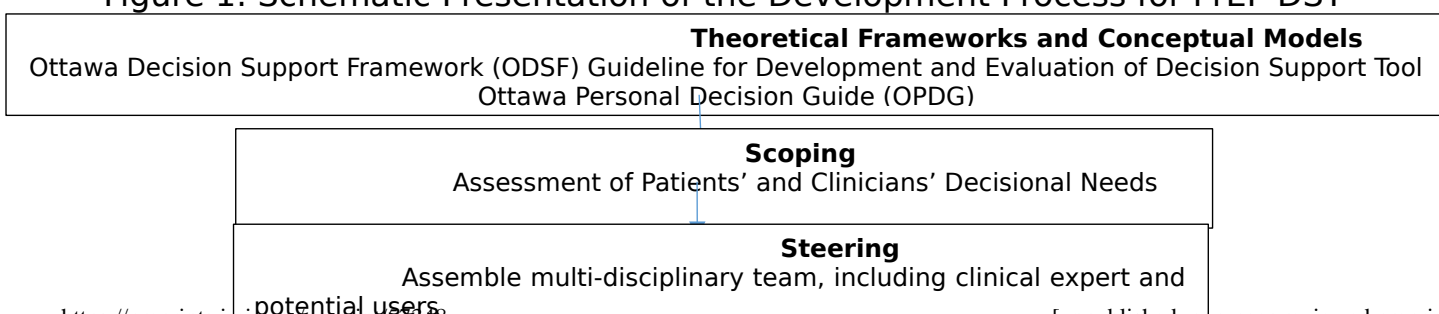 Figure 1: Schematic Presentation of the Development Process for
Theoretical Frameworks and Conceptual Models
Ottawa Decision Support Framework (ODSF) Guideline for Development and Evaluation of Decision Support Tool
Ottawa Personal Decision Guide (OPDG)
Scoping
Assessment of Patients’ and Clinicians’ Decisional Needs
Steering
Assemble multi-disciplinary team, including clinical expert and
potential users